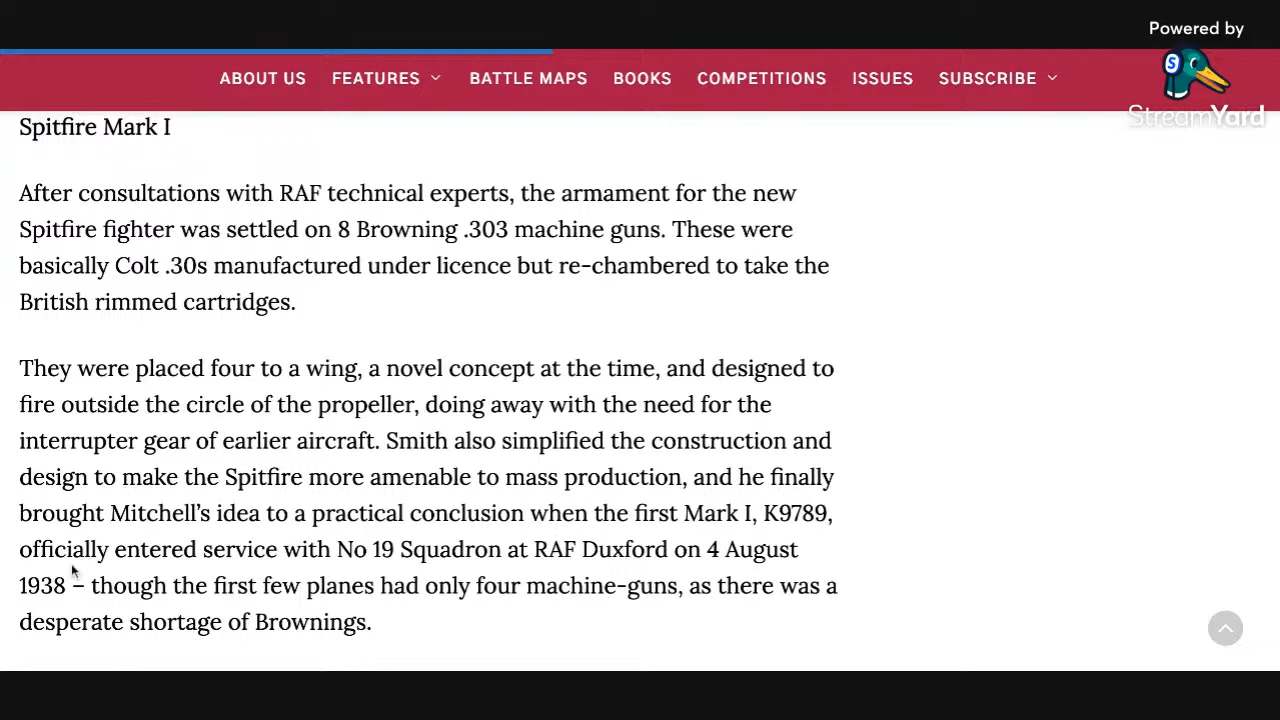 Powered by
ABOUT US FEATURES BATTLE MAPS BOOKS COMPETITIONS ISSUES SUBSCRIBE
S
StreamYard
Spitfire Mark I
After consultations with RAF technical experts, the armament for the new
Spitfire fighter was settled on 8 Browning .303 machine guns. These were
basically Colt .30s manufactured under licence but re-chambered to take the
British rimmed cartridges.
They were placed four to a wing, a novel concept at the time, and designed to
fire outside the circle of the propeller, doing away with the need for the
interrupter gear of earlier aircraft. Smith also simplified the construction and
design to make the Spitfire more amenable to mass production, and he finally
brought Mitchell’s idea to a practical conclusion when the first Mark I, K9789,
officially entered service with No 19 Squadron at RAF Duxford on 4 August
1938 – though the first few planes had only four machine-guns, as there was a
desperate shortage of Brownings.